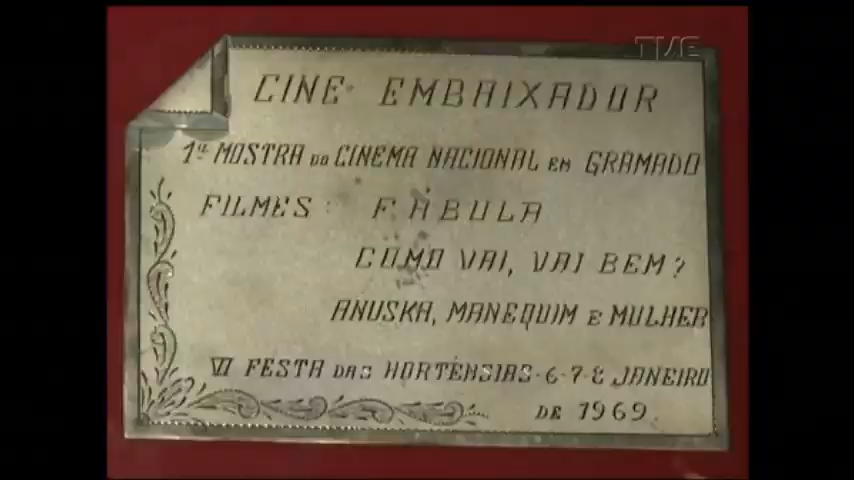 TVE
CINE EMBAIXADOR
1ª MOSTRA DO CINEMA NACIONAL EM GRAMADO
FILMES: FÁBULA
COMO VAI, VAI BEM?
ANUSKA, MANEQUIM E MULHER
VI FESTA DAS HORTÊNSIAS-6-7-8 JANEIRO
DE 1969.